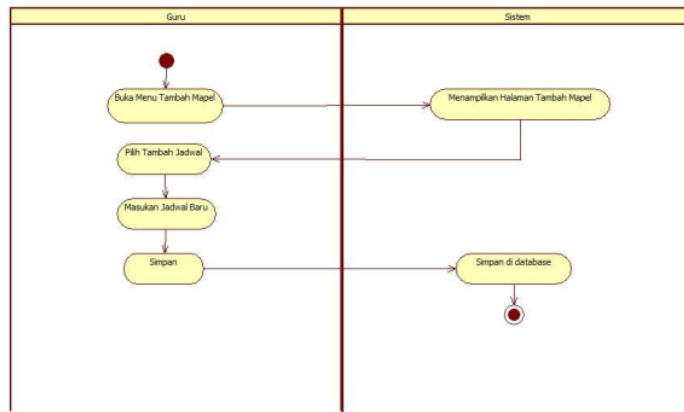 Guru
Sistem
Buka Menu Tambah Mapel
Menampilkan Halaman Tambah Mapel
Pilih Tambah Jadwal
Masukan Jadwal Baru
Simpan
Simpan di database